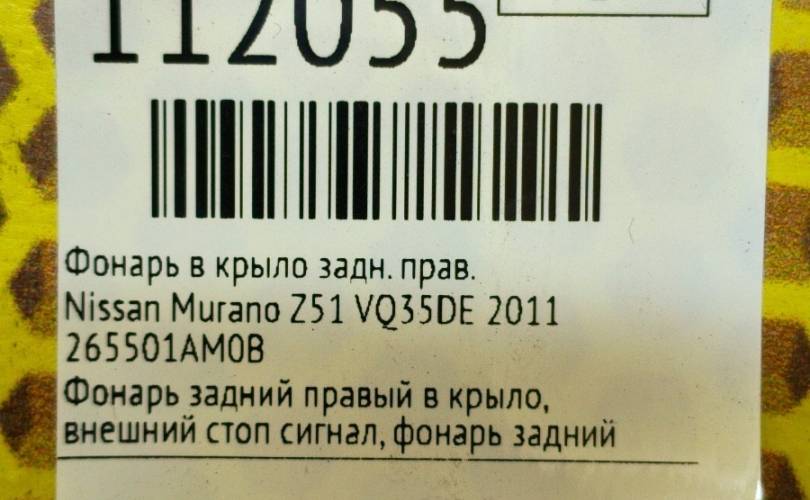 112055
Фонарь в крыло задн. прав.
Nissan Murano Z51 VQ35DE 2011
265501AM0B
Фонарь задний правый в крыло,
внешний стоп сигнал, фонарь задний